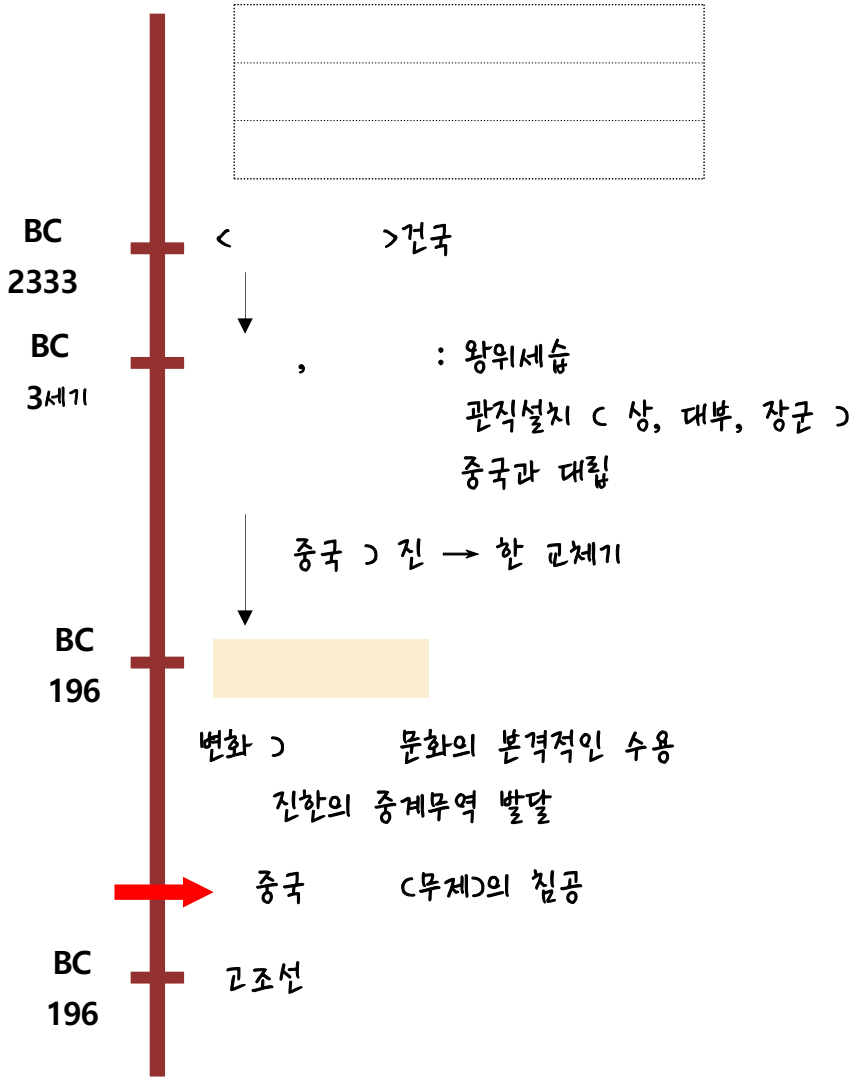 BC
2333
< >건국
BC
3세기
, : 왕위세습
관직설치 ( 상, 대부, 장군 )
중국과 대립
중국 ) 진 → 한 교체기
BC
196
변화 ) 문화의 본격적인 수용
진한의 중계무역 발달
중국 (무제)의 침공
BC
196
고조선